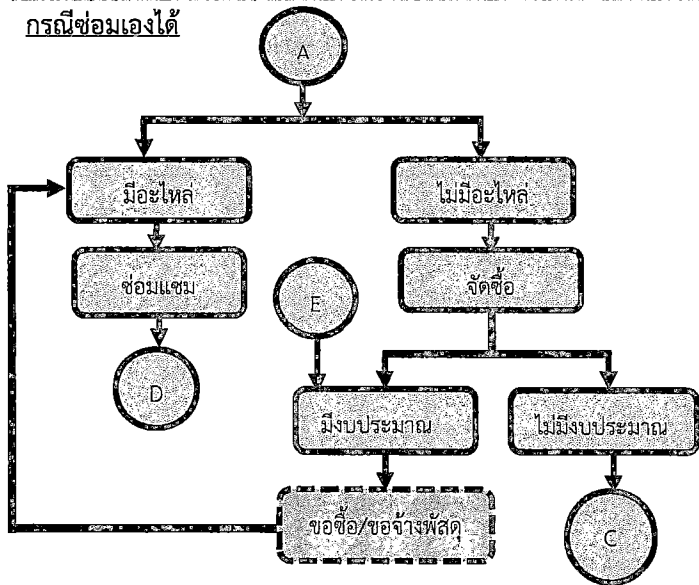 กรณีซ่อมเองได้
A
มีอะไหล่
ไม่มีอะไหล่
ซ่อมแซม
จัดซื้อ
E
D
มีงบประมาณ
ไม่มีงบประมาณ
ขอซื้อ/ขอจ้างพัสดุ
C